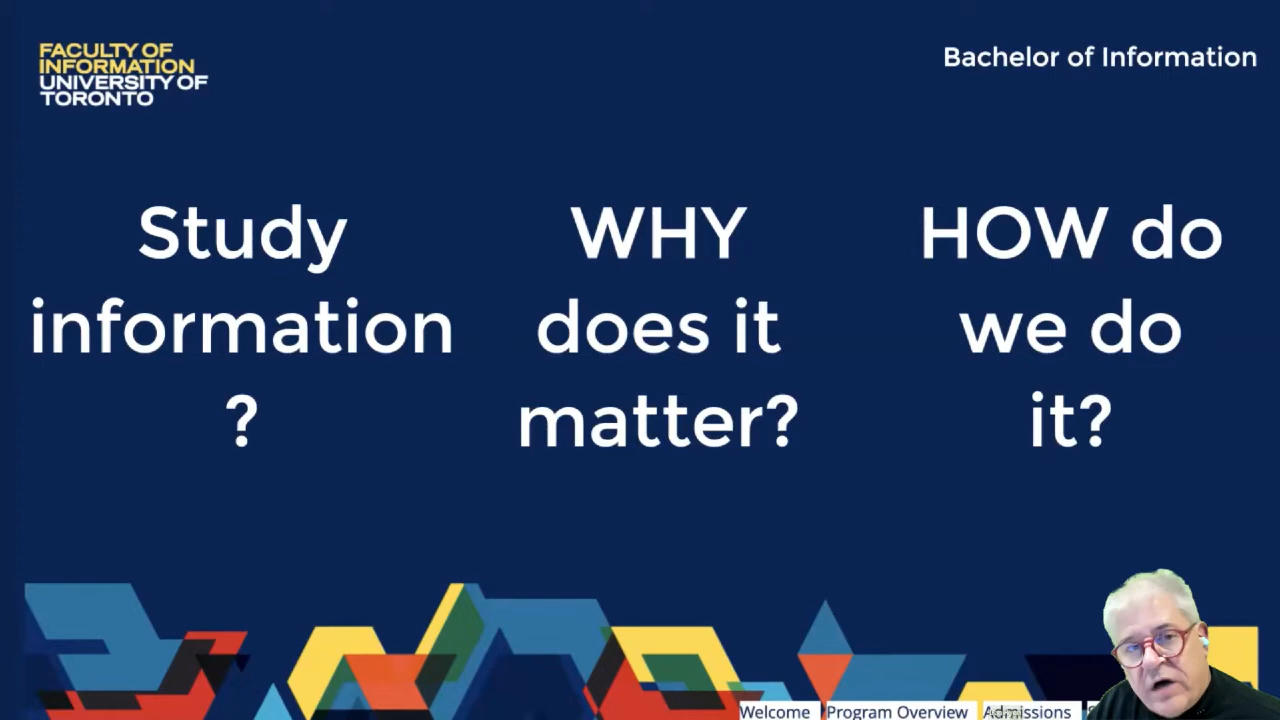 FACULTY OF
INFORMATION
UNIVERSITY OF
TORONTO
Bachelor of Information
Study
information
?
WHY
does it
matter?
HOW do
we do
it?
Welcome
Program Overview
Admissions